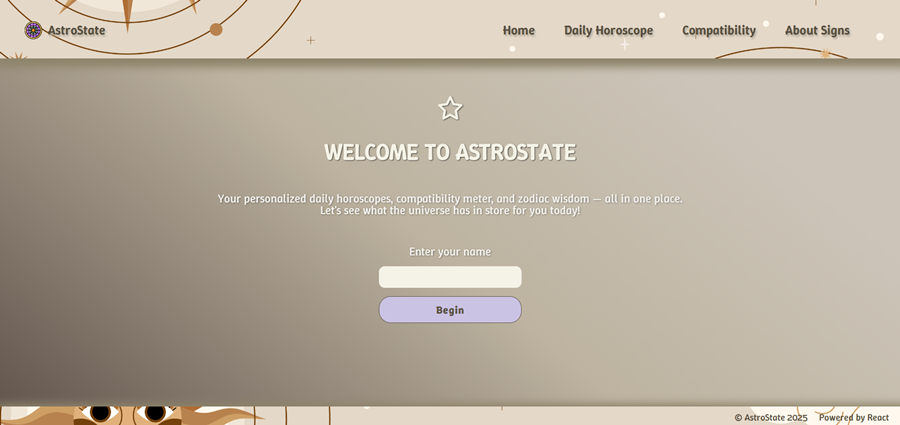 AstroState
Home
Daily Horoscope
Compatibility
About Signs
WELCOME TO ASTROSTATE
Your personalized daily horoscopes, compatibility meter, and zodiac wisdom — all in one place.
Let's see what the universe has in store for you today!
Enter your name
Begin
© AstroState 2025
Powered by React